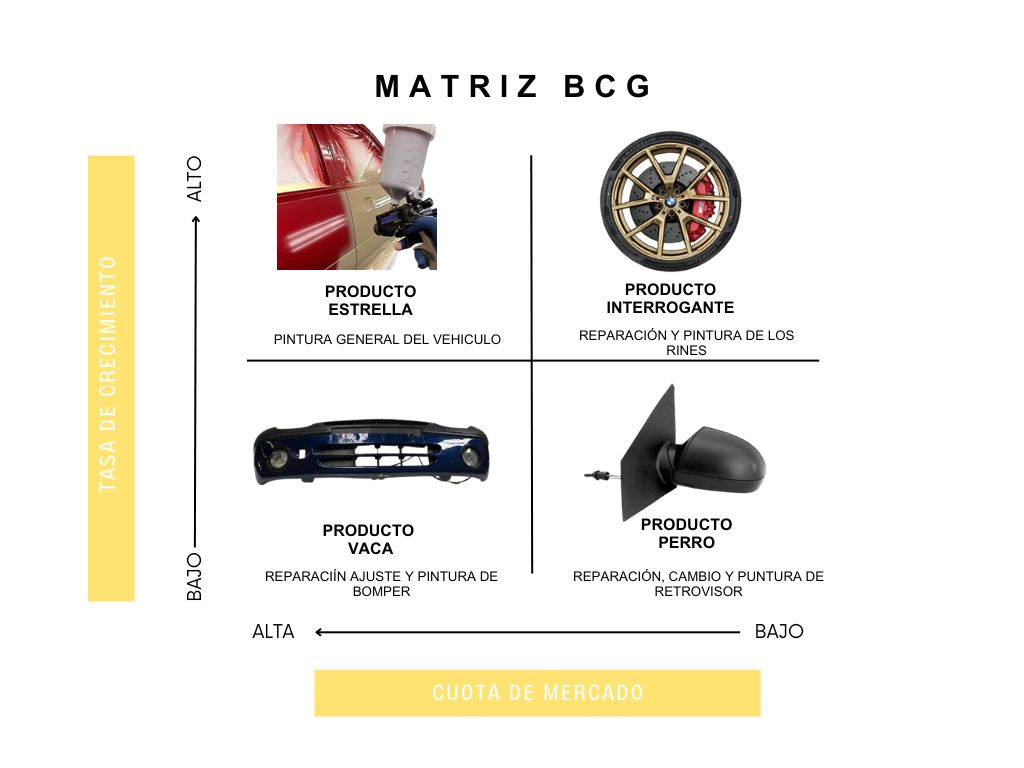 MATRIZ BCG
TASA DE CRECIMIENTO
ALTO
BAJO
PRODUCTO
ESTRELLA
PINTURA GENERAL DEL VEHICULO
PRODUCTO
INTERROGANTE
REPARACIÓN Y PINTURA DE LOS
RINES
PRODUCTO
VACA
REPARACIÍN AJUSTE Y PINTURA DE
BOMPER
PRODUCTO
PERRO
REPARACIÓN, CAMBIO Y PUNTURA DE
RETROVISOR
ALTA
BAJO
CUOTA DE MERCADO